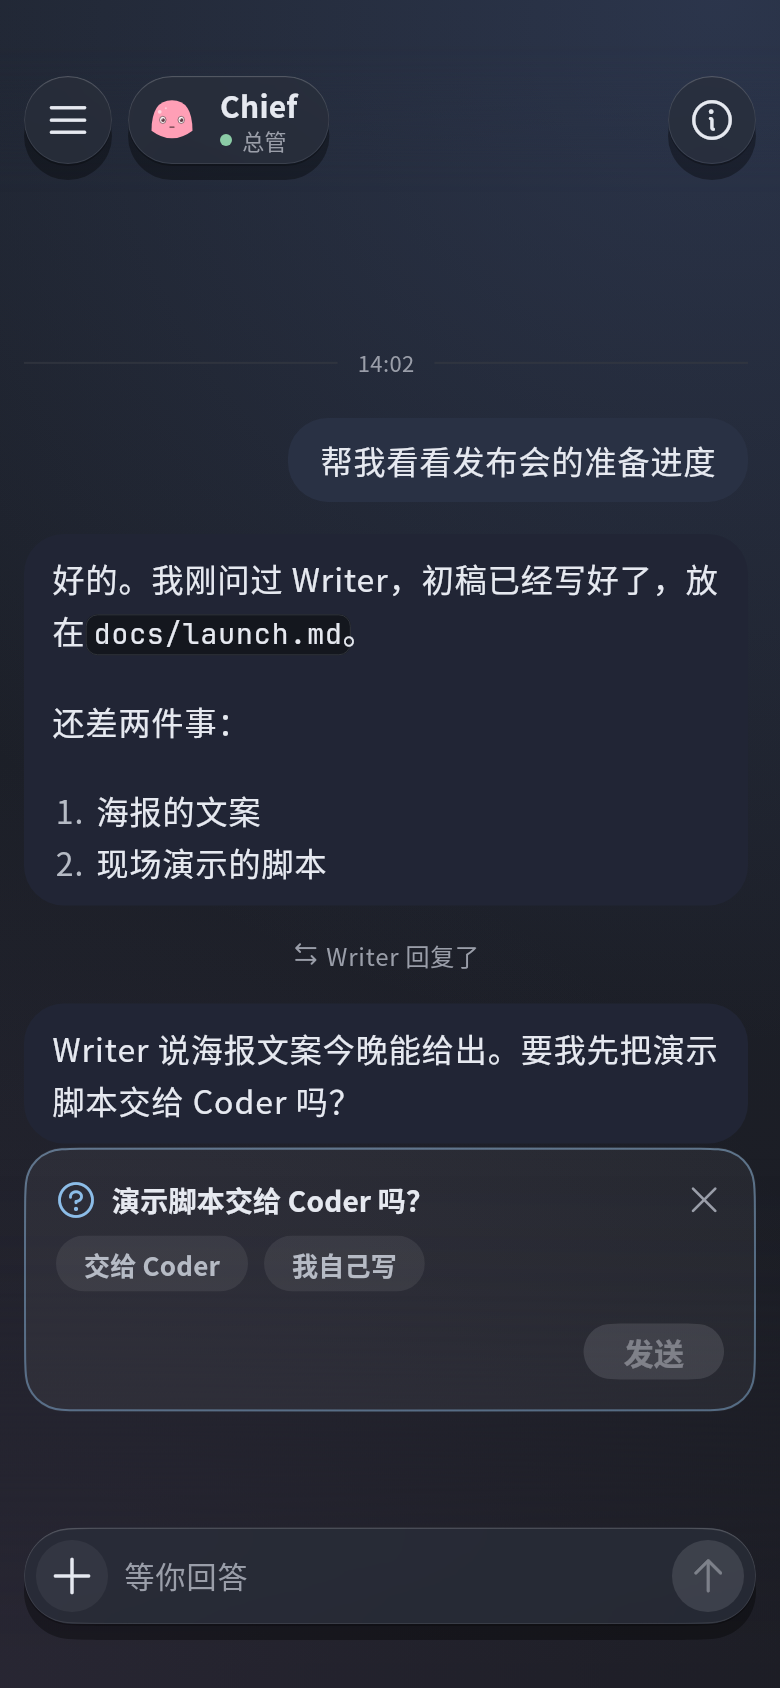 Chief
总管
14:02
帮我看看发布会的准备进度
好的。我刚问过 Writer，初稿已经写好了，放
在 docs/launch.md。
还差两件事：
1. 海报的文案
2. 现场演示的脚本
Writer 回复了
Writer 说海报文案今晚能给出。要我先把演示
脚本交给 Coder 吗？
演示脚本交给 Coder 吗？
交给 Coder
我自己写
发送
等你回答